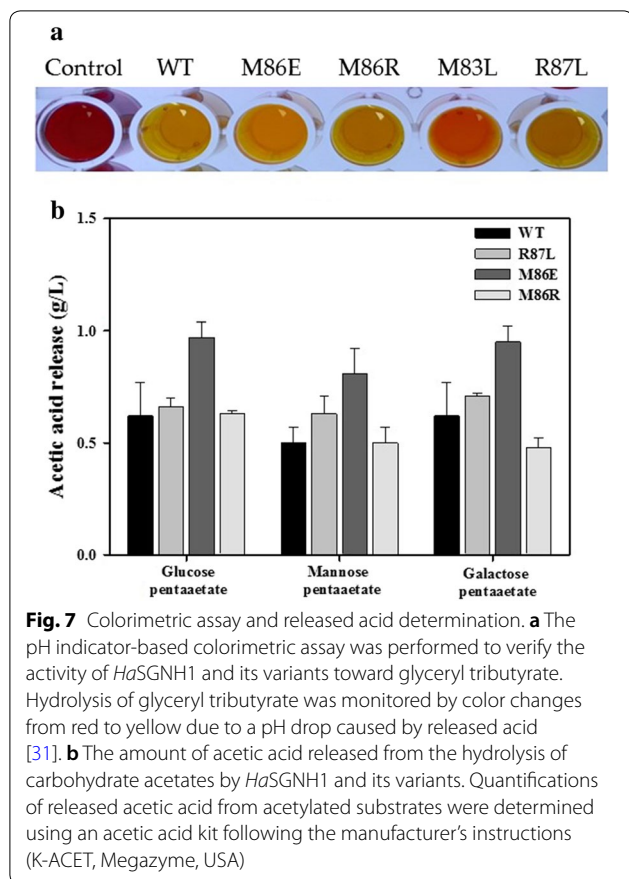 a
Control WT M86E M86R M83L R87L
b
1.5
1.0
0.5
0.0
Acetic acid release (g/L)
WT
R87L
M86E
M86R
Glucose pentaetate
Mannose pentaaetate
Galactose pentaaetate
Fig. 7 Colorimetric assay and released acid determination. a The
pH indicator-based colorimetric assay was performed to verify the
activity of HaSGNH1 and its variants toward glyceryl tributyrate.
Hydrolysis of glyceryl tributyrate was monitored by color changes
from red to yellow due to a pH drop caused by released acid
[31]. b The amount of acetic acid released from the hydrolysis of
carbohydrate acetates by HaSGNH1 and its variants. Quantifications
of released acetic acid from acetylated substrates were determined
using an acetic acid kit following the manufacturer's instructions
(K-ACET, Megazyme, USA)